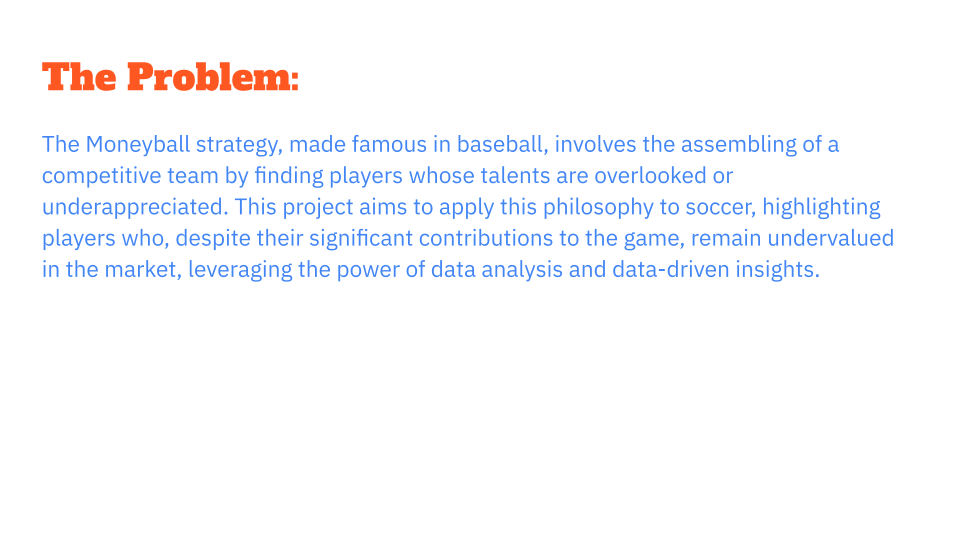 The Problem:
The Moneyball strategy, made famous in baseball, involves the assembling of a
competitive team by finding players whose talents are overlooked or
underappreciated. This project aims to apply this philosophy to soccer, highlighting
players who, despite their significant contributions to the game, remain undervalued
in the market, leveraging the power of data analysis and data-driven insights.